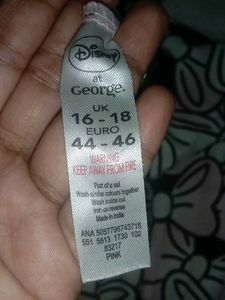 Disney
at
George.
UK
16 - 18
EURO
44 - 46
WARNING
KEEP AWAY FROM FIRE
Part of a set
Wash similar colours together
Wash inside out
Iron on reverse
Made in India
ANA 5057796743715
551 6513 1730 102
83217
PINK